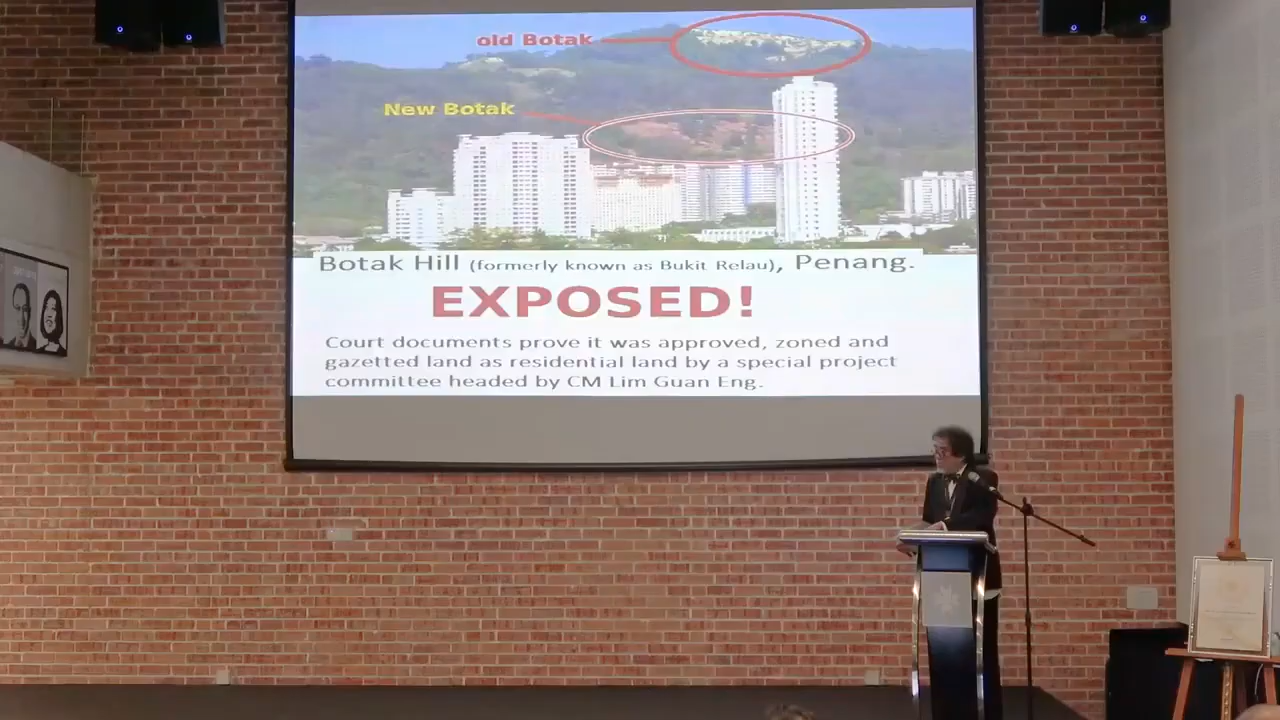 old Botak
New Botak
Botak Hill (formerly known as Bukit Relau), Penang.
EXPOSED!
Court documents prove it was approved, zoned and
gazetted land as residential land by a special project
committee headed by CM Lim Guan Eng.